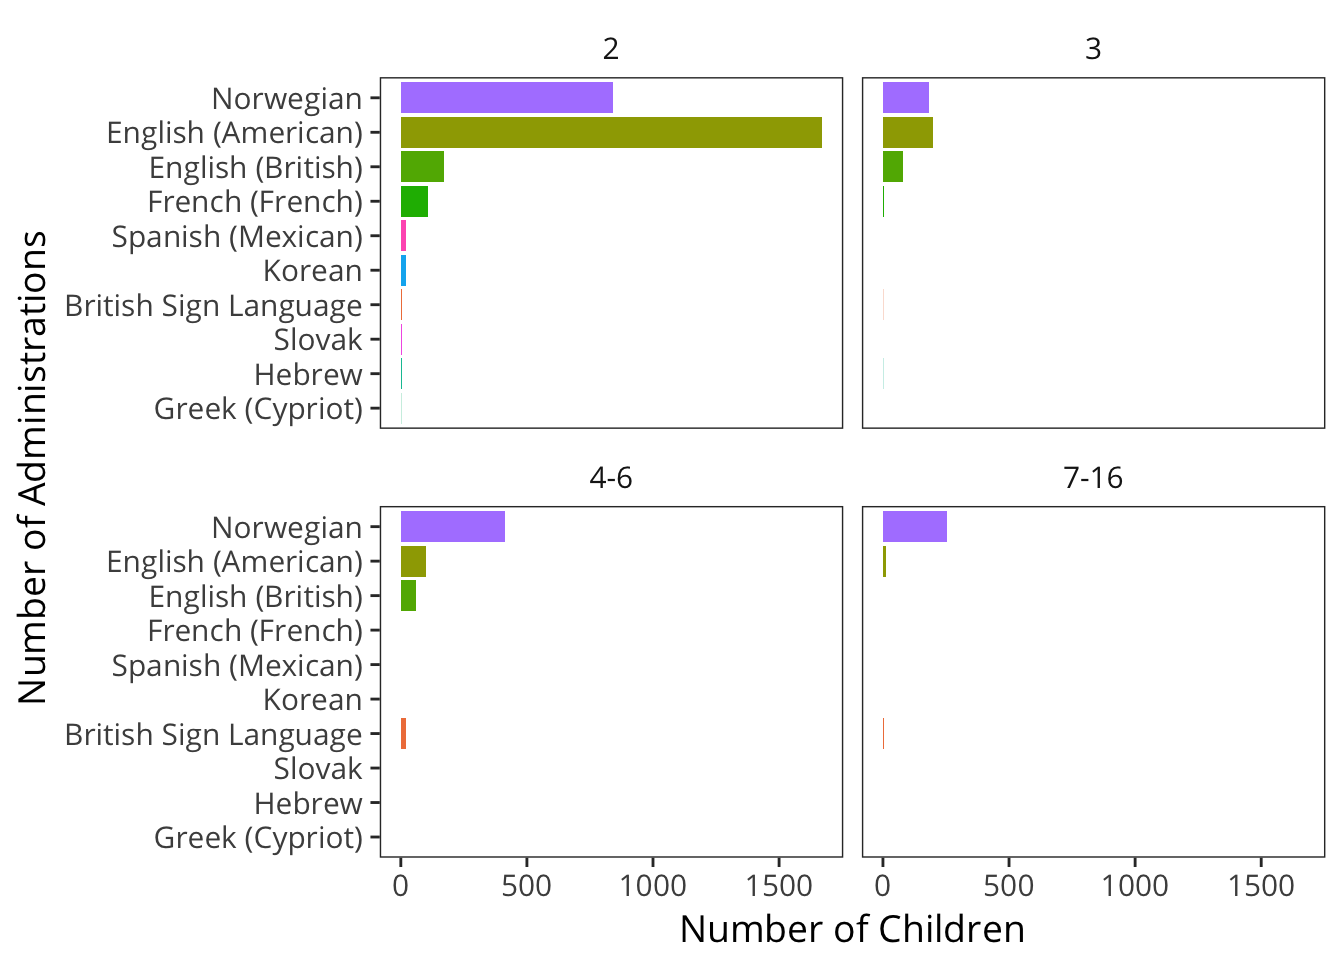 2
3
Norwegian
English (American)
English (British)
French (French)
Spanish (Mexican)
Korean
British Sign Language
Slovak
Hebrew
Greek (Cypriot)
Number of Administrations
4-6
7-16
Norwegian
English (American)
English (British)
French (French)
Spanish (Mexican)
Korean
British Sign Language
Slovak
Hebrew
Greek (Cypriot)
0 500 1000 1500
0 500 1000 1500
Number of Children